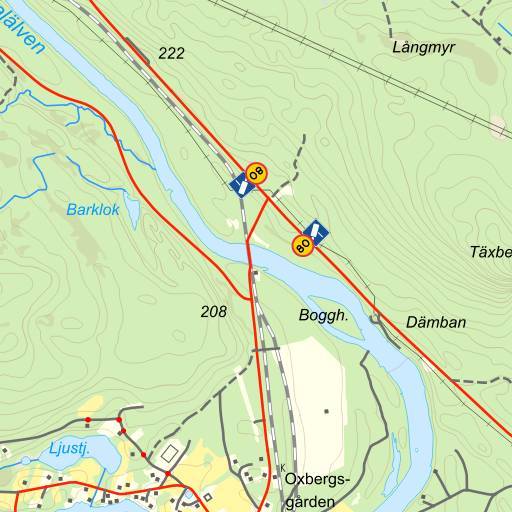 älven
222
Långmyr
80
Barklok
80
Täxbe
208
Boggh.
Dämban
Ljustj.
K
Oxbergs-
gården